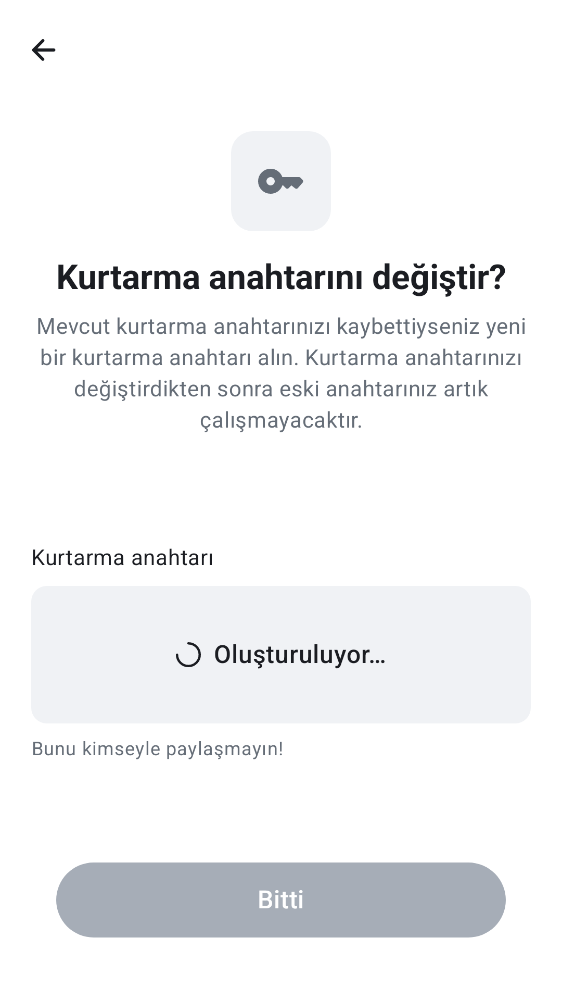 Kurtarma anahtarını değiştir?
Mevcut kurtarma anahtarınızı kaybettiyseniz yeni
bir kurtarma anahtarı alın. Kurtarma anahtarınızı
değiştirdikten sonra eski anahtarınız artık
çalışmayacaktır.
Kurtarma anahtarı
Oluşturuluyor…
Bunu kimseyle paylaşmayın!
Bitti